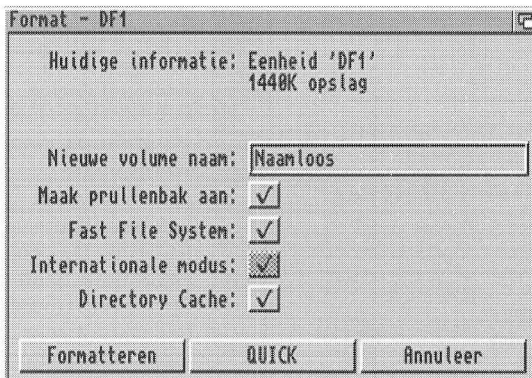 Format - DF1
Huidige informatie: Eenheid 'DF1'
1440K opslag
Nieuwe volume naam: Naamloos
Maak prullenbak aan: ✓
Fast File System: ✓
Internationale modus: ✓
Directory Cache: ✓
Formatteren QUICK Annuleer